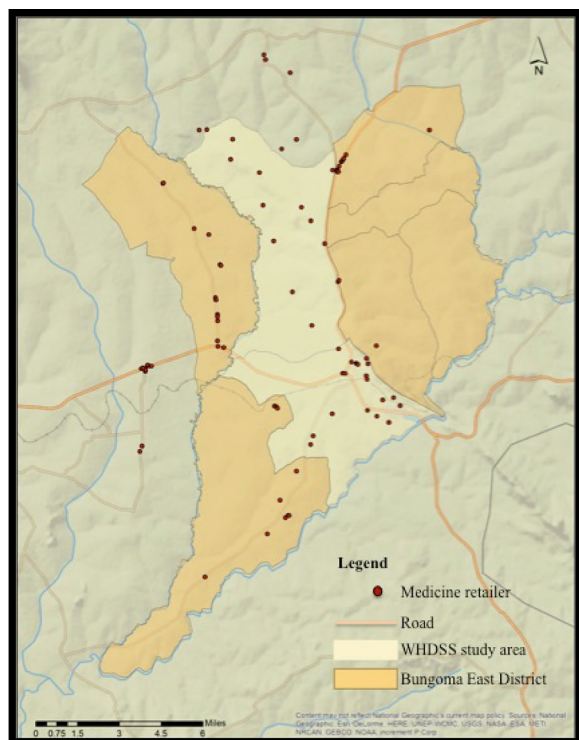 N
Legend
Medicine retailer
Road
WHDSS study area
Bungoma East District
Miles
0 0.75 1.5 3 4.5 6
Content may not reflect National Geographic's current map policy. Sources: National
Geographic, Esri, DeLorme, HERE, UNEP-WCMC, USGS, NASA, ESA, METI,
NRCAN, GEBCO, NOAA, increment P Corp.